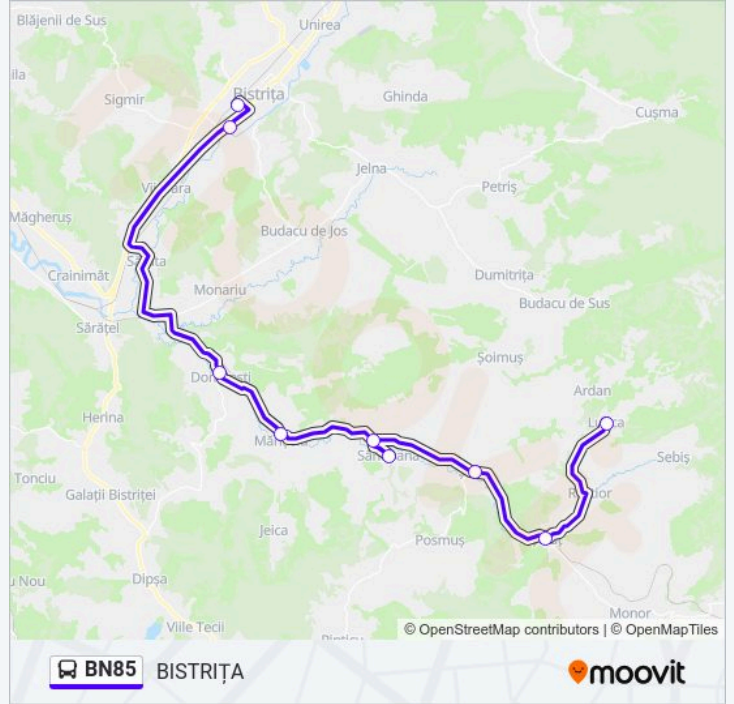 Blăjenii de Sus
Unirea
Bistrița
Ghinda
Sigmir
Cușma
Jelna
Petriș
Măgheruș
Budacu de Jos
Crainimăt
Dumitrița
Monariu
Budacu de Sus
Sărățel
Șoimuș
Ardan
Herina
Sebiș
Tonciu
Galații Bistriței
Jeica
Posmuș
u Nou
Dipșa
Monor
Viile Tecii
© OpenStreetMap contributors | © OpenMapTiles
BN85 BISTRIȚA
moovit